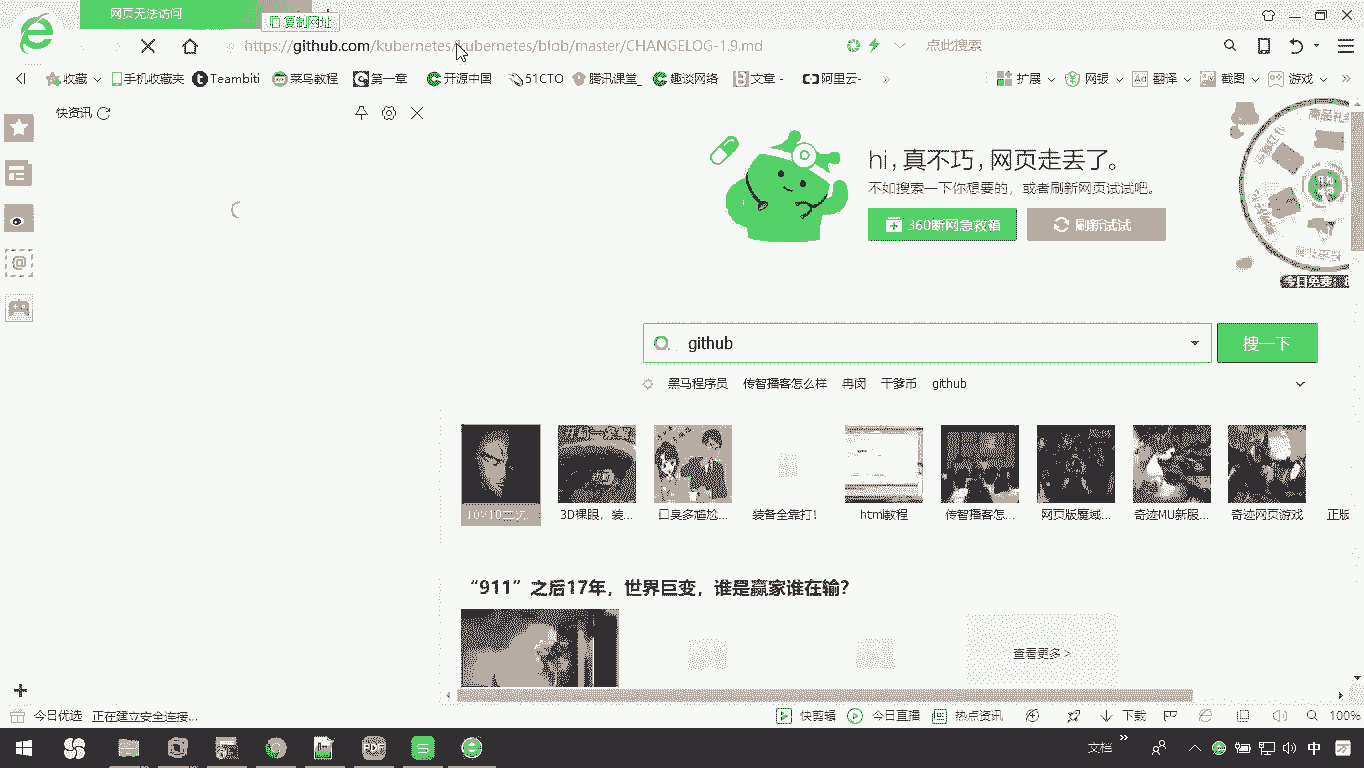 网页无法访问
复制网址
https://github.com/kubernetes/kubernetes/blob/master/CHANGELOG-1.9.md
点此搜索
收藏 手机收藏夹 Teambiti 菜鸟教程 第一章 开源中国 51CTO 腾讯课堂_ 趣谈网络 文章 - 阿里云- » 扩展 网银 翻译 截图 游戏 »
快资讯
hi,真不巧,网页走丢了。
不如搜索一下你想要的，或者刷新网页试试吧。
360断网急救箱 刷新试试
今日免费
github 搜一下
黑马程序员 传智播客怎么样 冉闵 干爹币 github
3D裸眼，装... 口臭多尴尬... 装备全靠打! html教程 传智播客怎... 网页版魔域... 奇迹MU新服... 奇迹网页游戏 正版
“911”之后17年，世界巨变，谁是赢家谁在输？
查看更多 >
今日优选 正在建立安全连接... 快剪辑 今日直播 热点资讯 下载 100%
文档 » 中